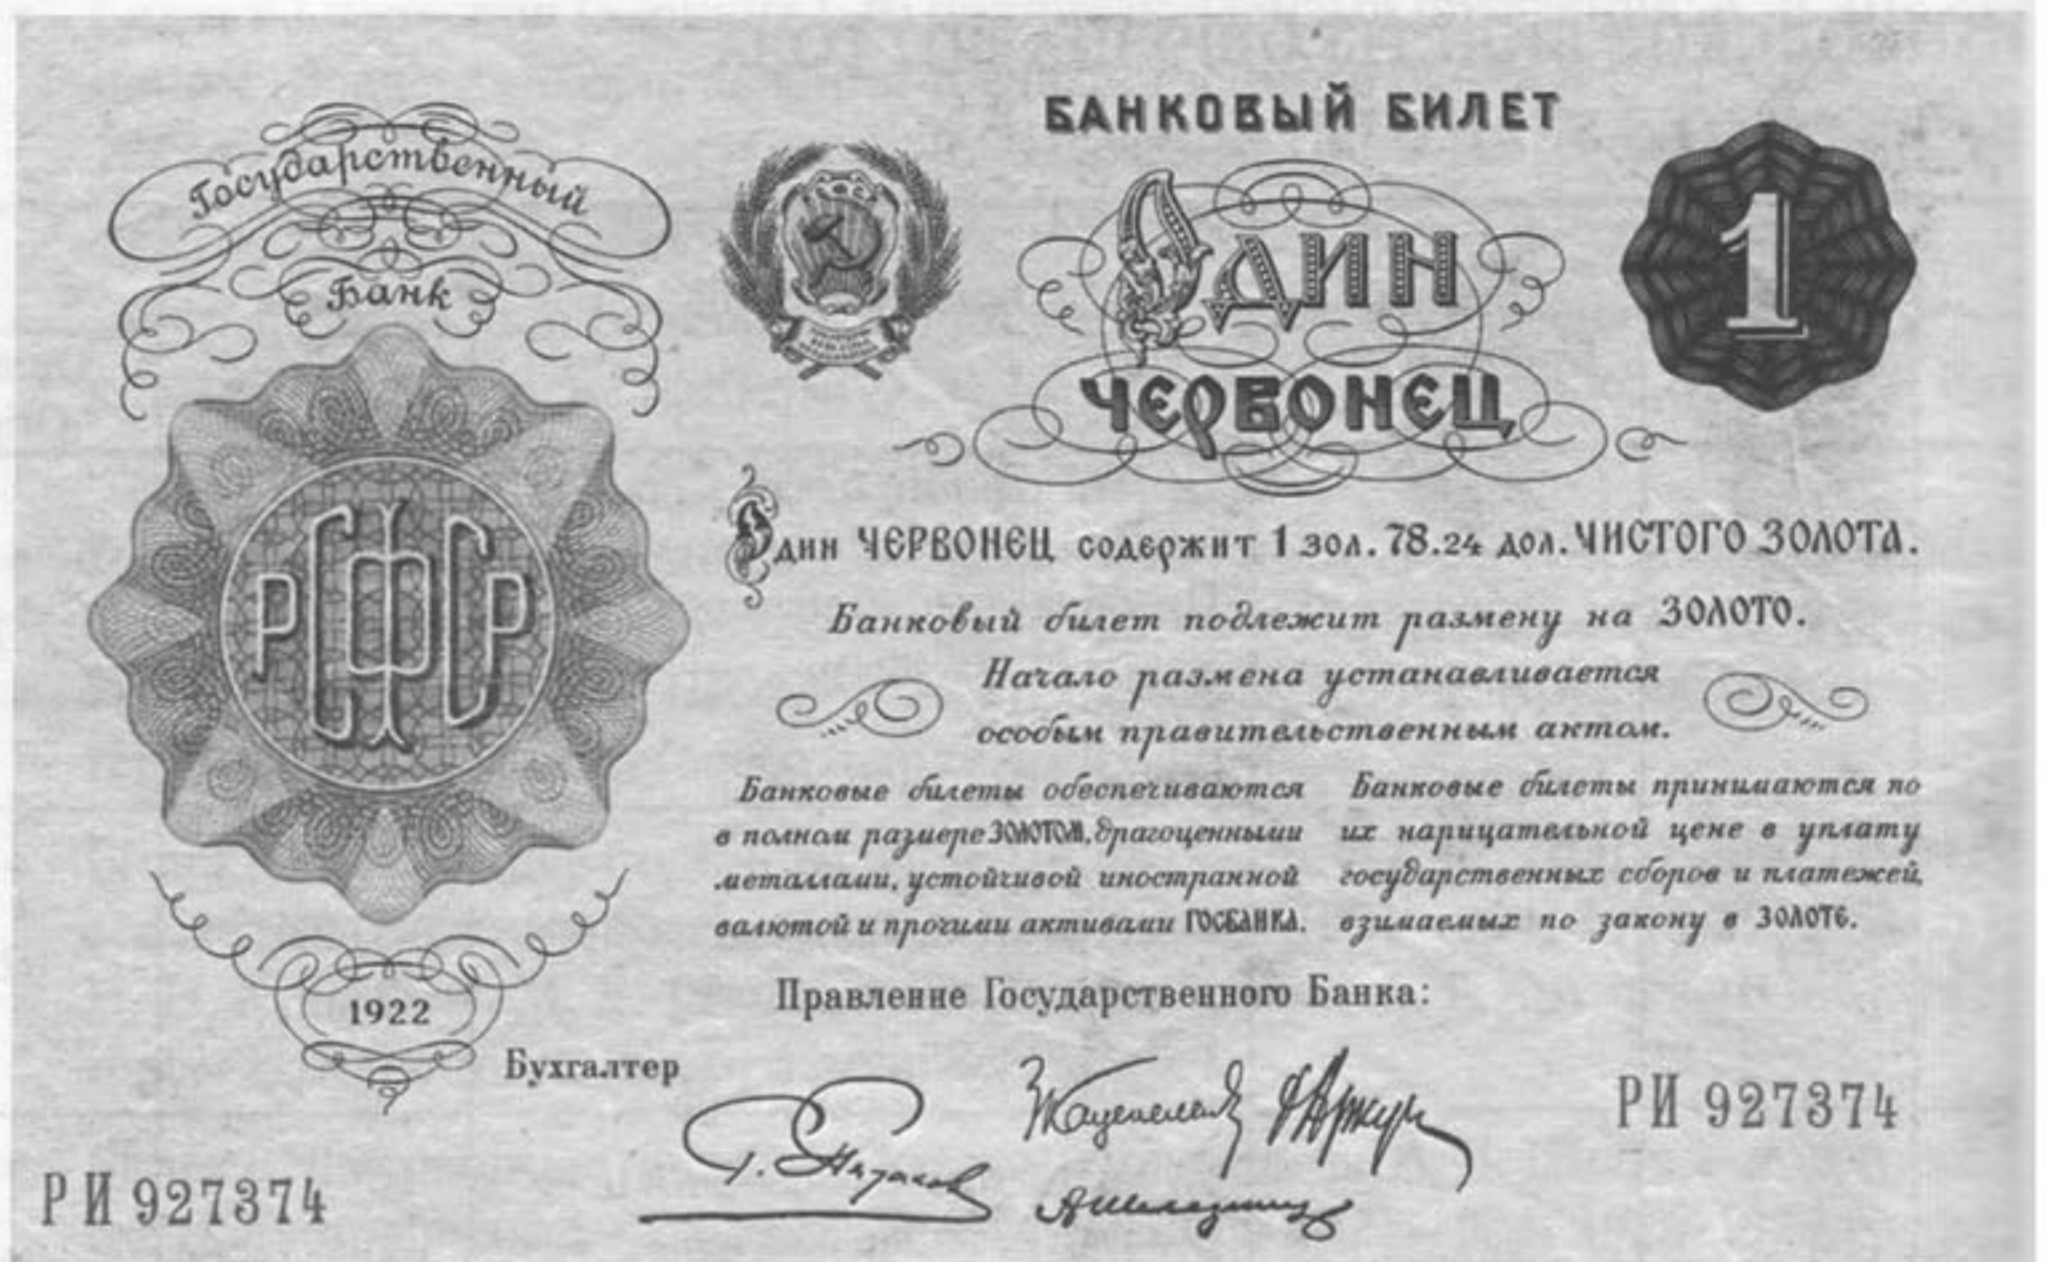 Государственный
Банк
БАНКОВЫЙ БИЛЕТ
Один
ЧЕРВОНЕЦ
1
РСФСР
Один ЧЕРВОНЕЦ содержит 1 зол. 78.24 дол. ЧИСТОГО ЗОЛОТА.
Банковый билет подлежит размену на ЗОЛОТО.
Начало размена устанавливается
особым правительственным актом.
Банковые билеты обеспечиваются
в полном размере ЗОЛОТОМ, драгоценными
металлами, устойчивой иностранной
валютой и прочими активами ГОСБАНКА.
Банковые билеты принимаются по
их нарицательной цене в уплату
государственных сборов и платежей,
взимаемых по закону в ЗОЛОТЕ.
1922
Правление Государственного Банка:
Бухгалтер
РИ 927374
РИ 927374